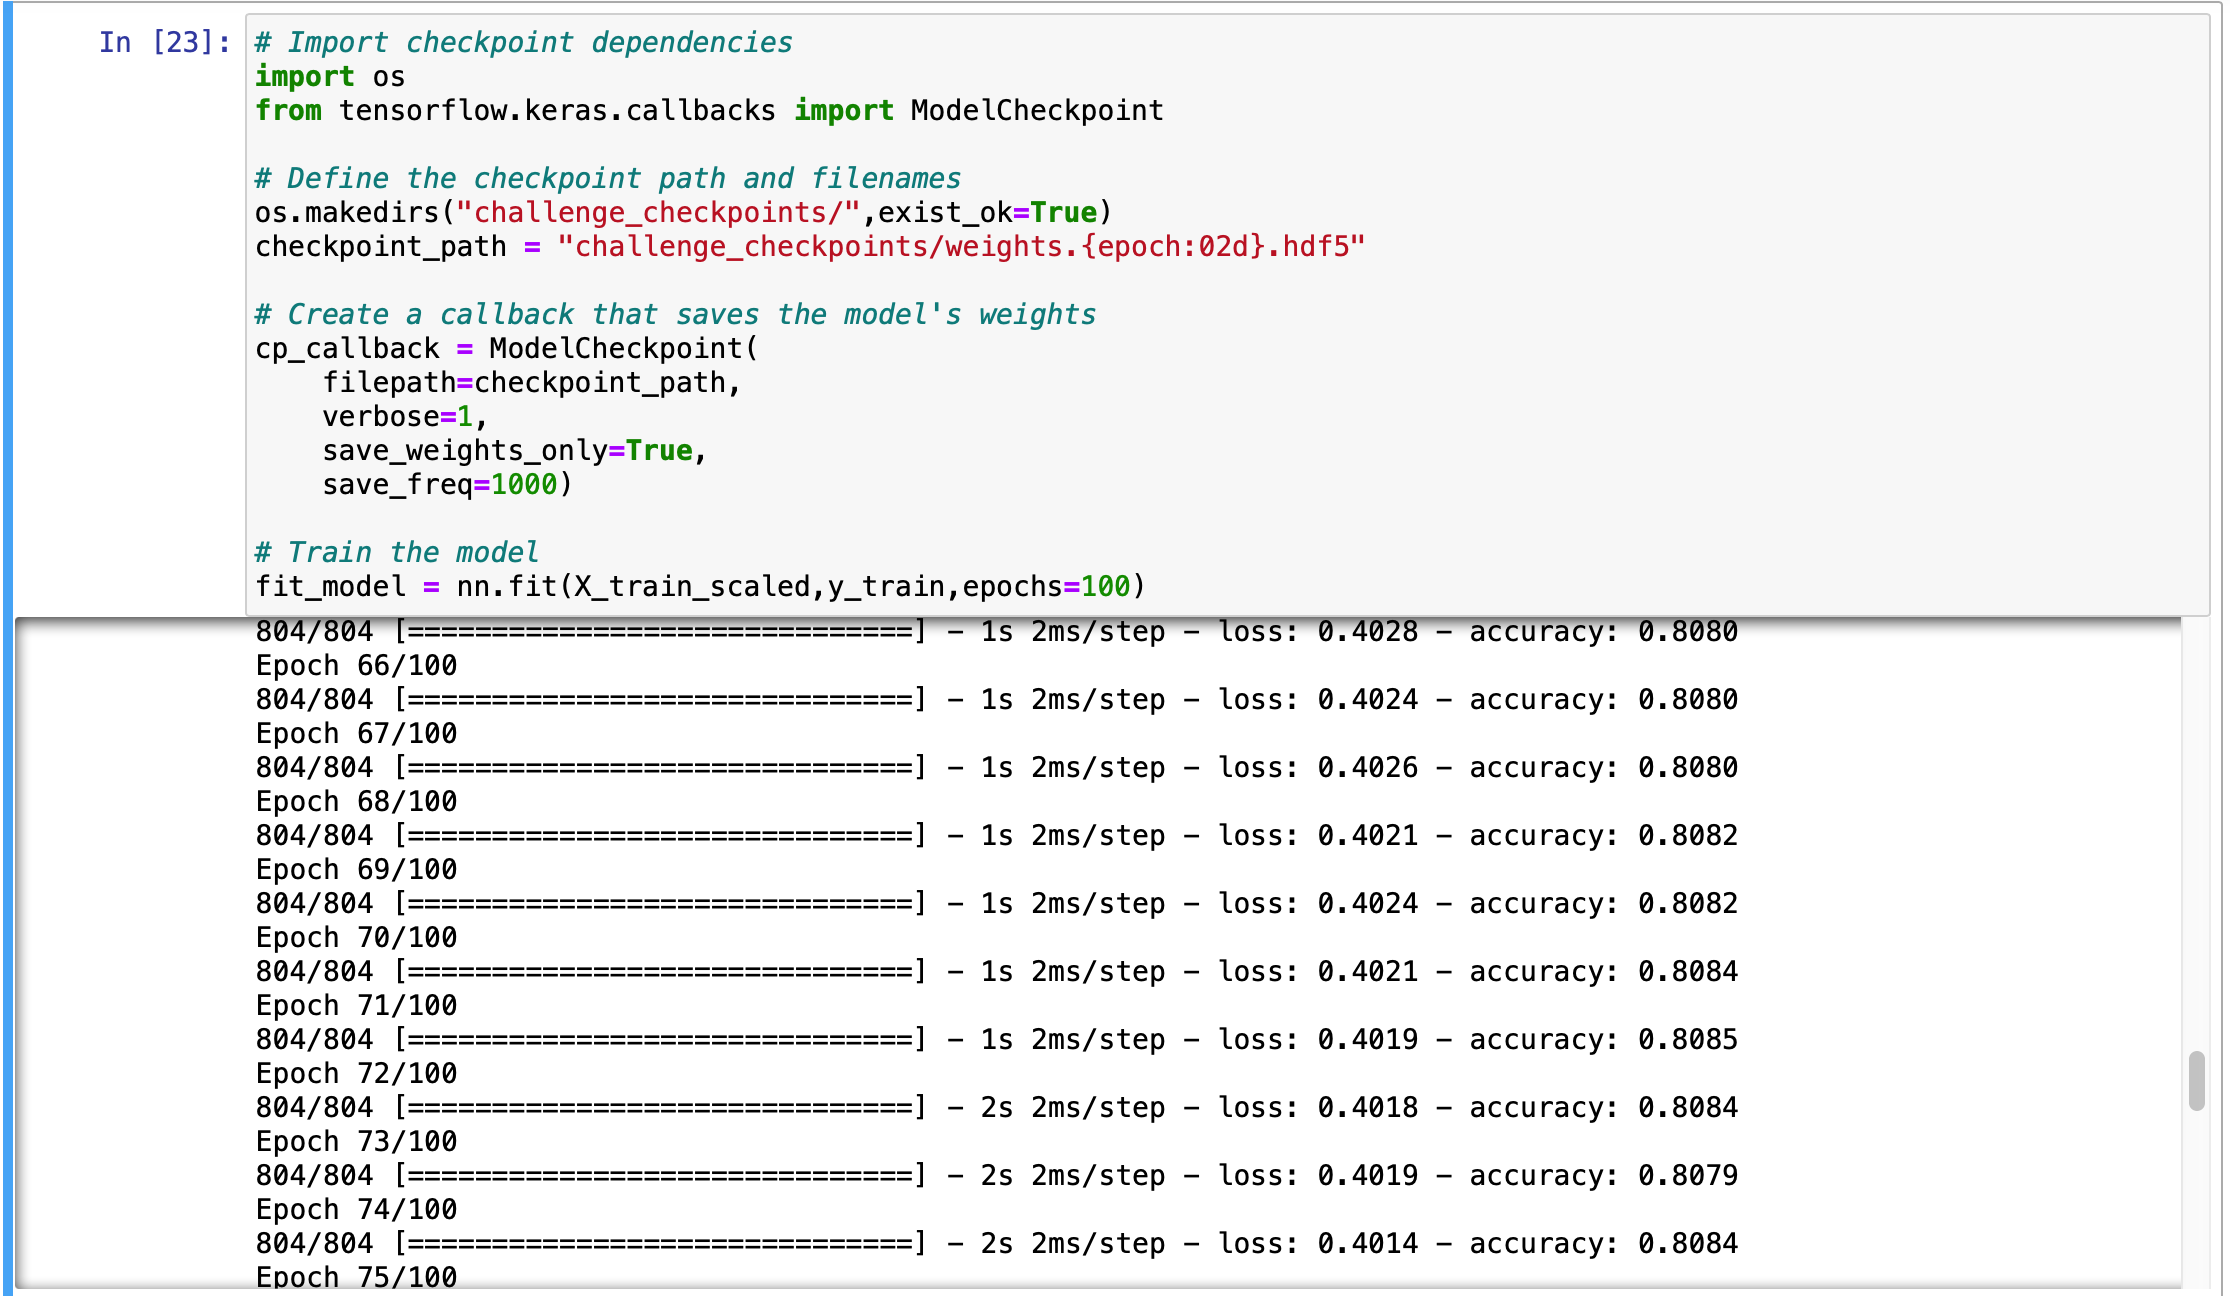 In [23]: # Import checkpoint dependencies
import os
from tensorflow.keras.callbacks import ModelCheckpoint

# Define the checkpoint path and filenames
os.makedirs("challenge_checkpoints/",exist_ok=True)
checkpoint_path = "challenge_checkpoints/weights.{epoch:02d}.hdf5"

# Create a callback that saves the model's weights
cp_callback = ModelCheckpoint(
    filepath=checkpoint_path,
    verbose=1,
    save_weights_only=True,
    save_freq=1000)

# Train the model
fit_model = nn.fit(X_train_scaled,y_train,epochs=100)
804/804 [==============================] - 1s 2ms/step - loss: 0.4028 - accuracy: 0.8080
Epoch 66/100
804/804 [==============================] - 1s 2ms/step - loss: 0.4024 - accuracy: 0.8080
Epoch 67/100
804/804 [==============================] - 1s 2ms/step - loss: 0.4026 - accuracy: 0.8080
Epoch 68/100
804/804 [==============================] - 1s 2ms/step - loss: 0.4021 - accuracy: 0.8082
Epoch 69/100
804/804 [==============================] - 1s 2ms/step - loss: 0.4024 - accuracy: 0.8082
Epoch 70/100
804/804 [==============================] - 1s 2ms/step - loss: 0.4021 - accuracy: 0.8084
Epoch 71/100
804/804 [==============================] - 1s 2ms/step - loss: 0.4019 - accuracy: 0.8085
Epoch 72/100
804/804 [==============================] - 2s 2ms/step - loss: 0.4018 - accuracy: 0.8084
Epoch 73/100
804/804 [==============================] - 2s 2ms/step - loss: 0.4019 - accuracy: 0.8079
Epoch 74/100
804/804 [==============================] - 2s 2ms/step - loss: 0.4014 - accuracy: 0.8084
Epoch 75/100